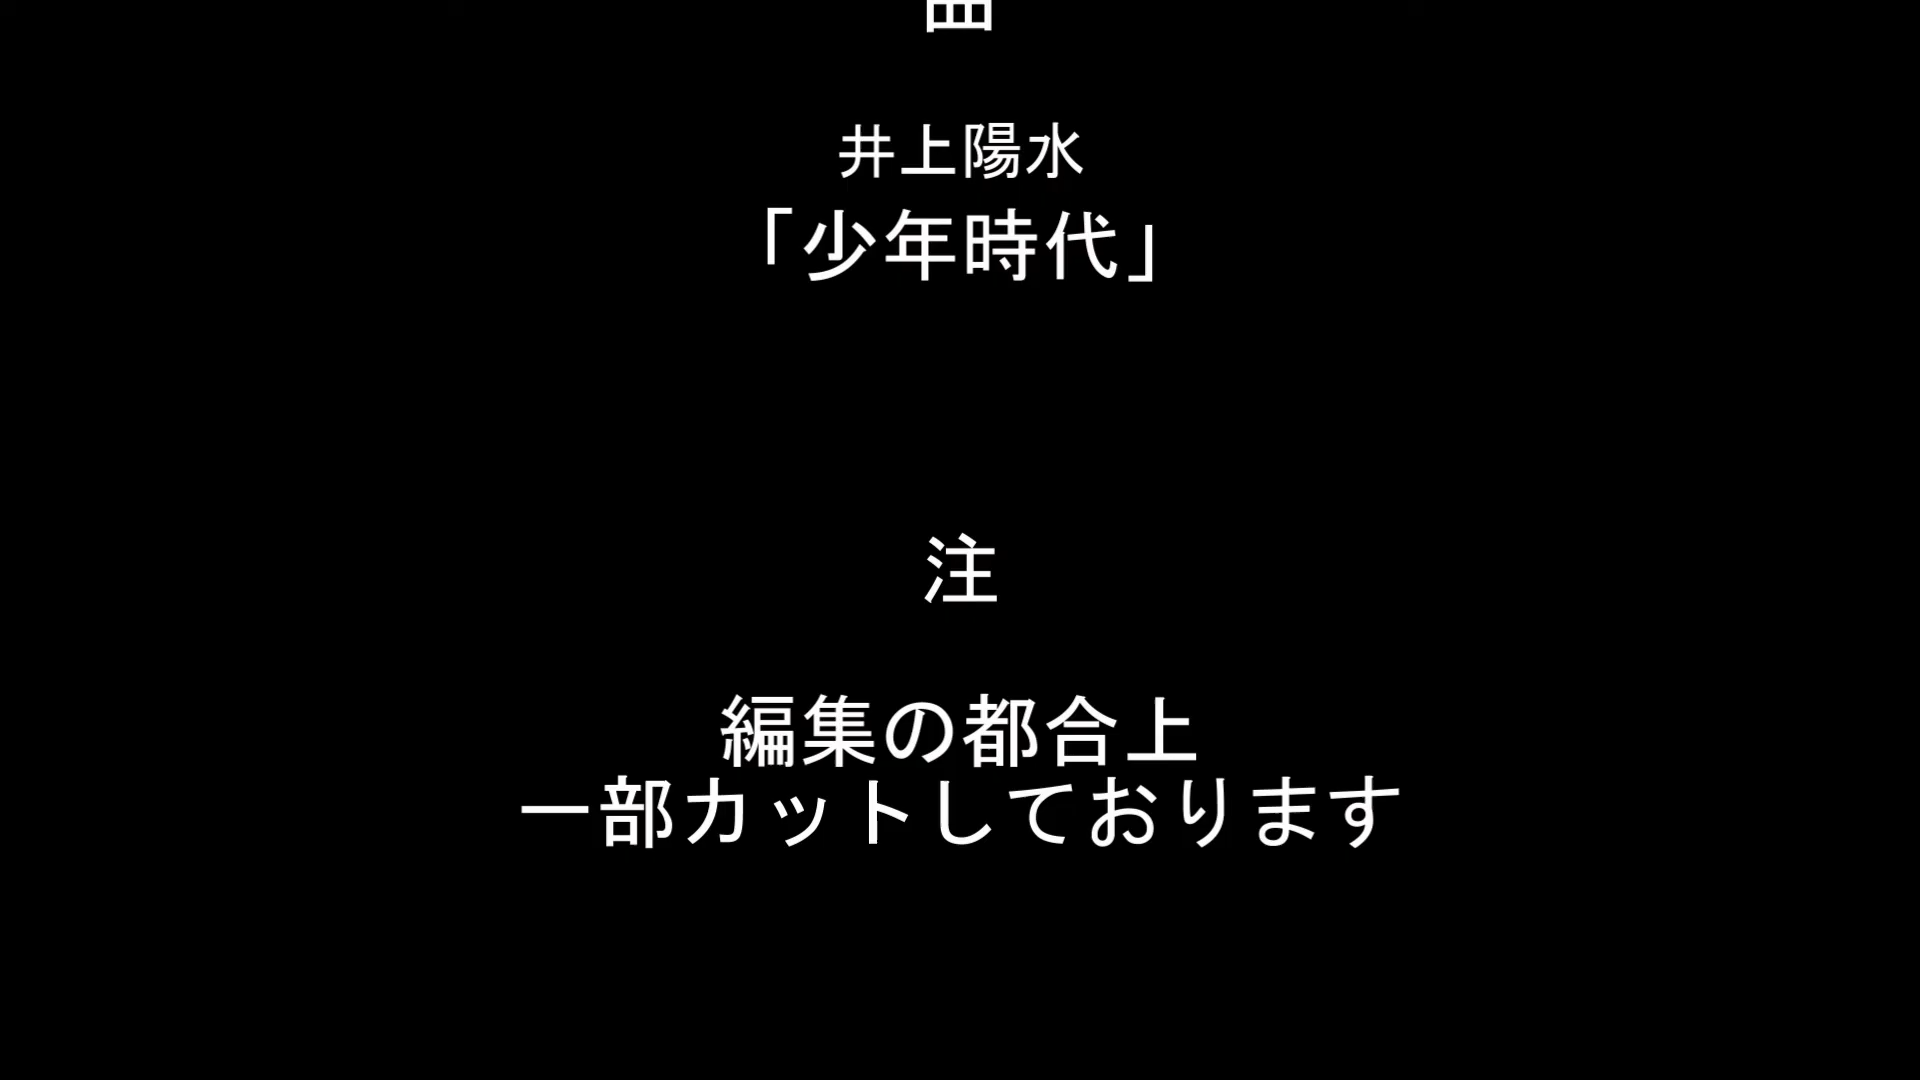 曲
井上陽水
「少年時代」
注
編集の都合上
一部カットしております